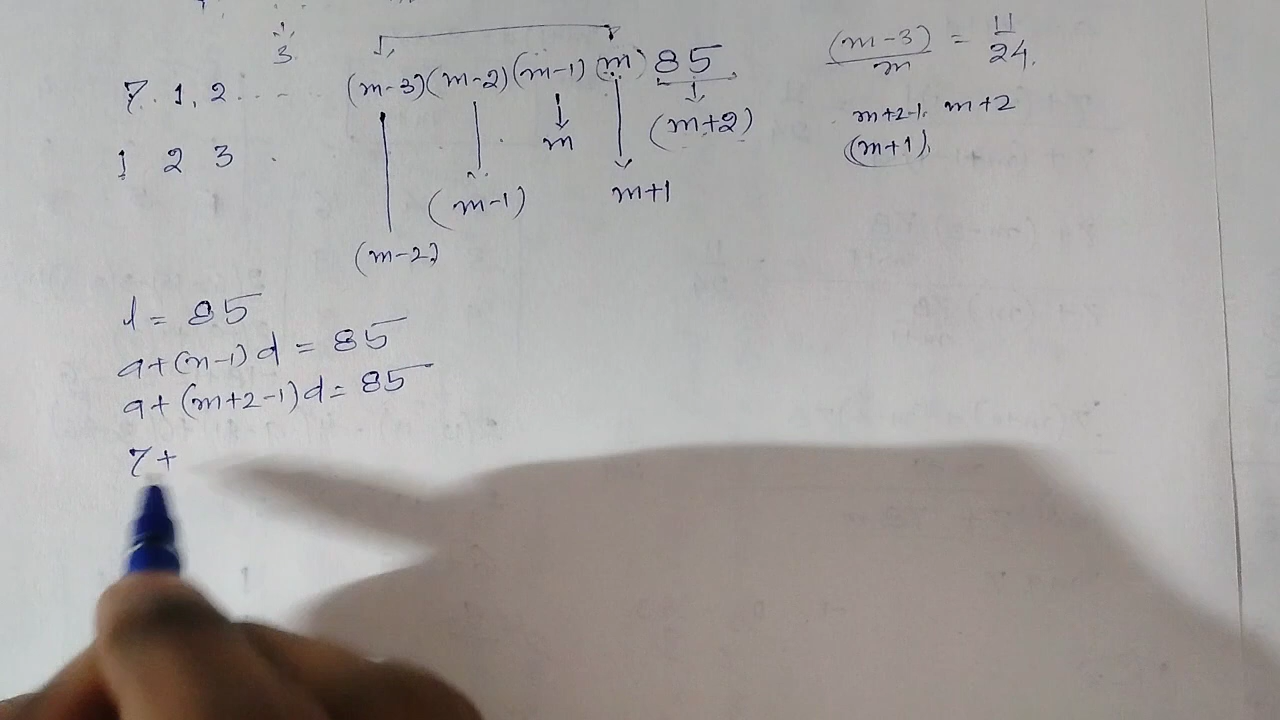 3.
7. 1, 2 ..... (m-3)(m-2)(m-1)(m) 85
1 2 3 .
(m+2)
m
(m-1)
m+1
(m-2)
(m-3)/m = 11/24.
m+2-1. m+2
(m+1).
l = 85
a+(n-1)d = 85
a+(m+2-1)d = 85
7+